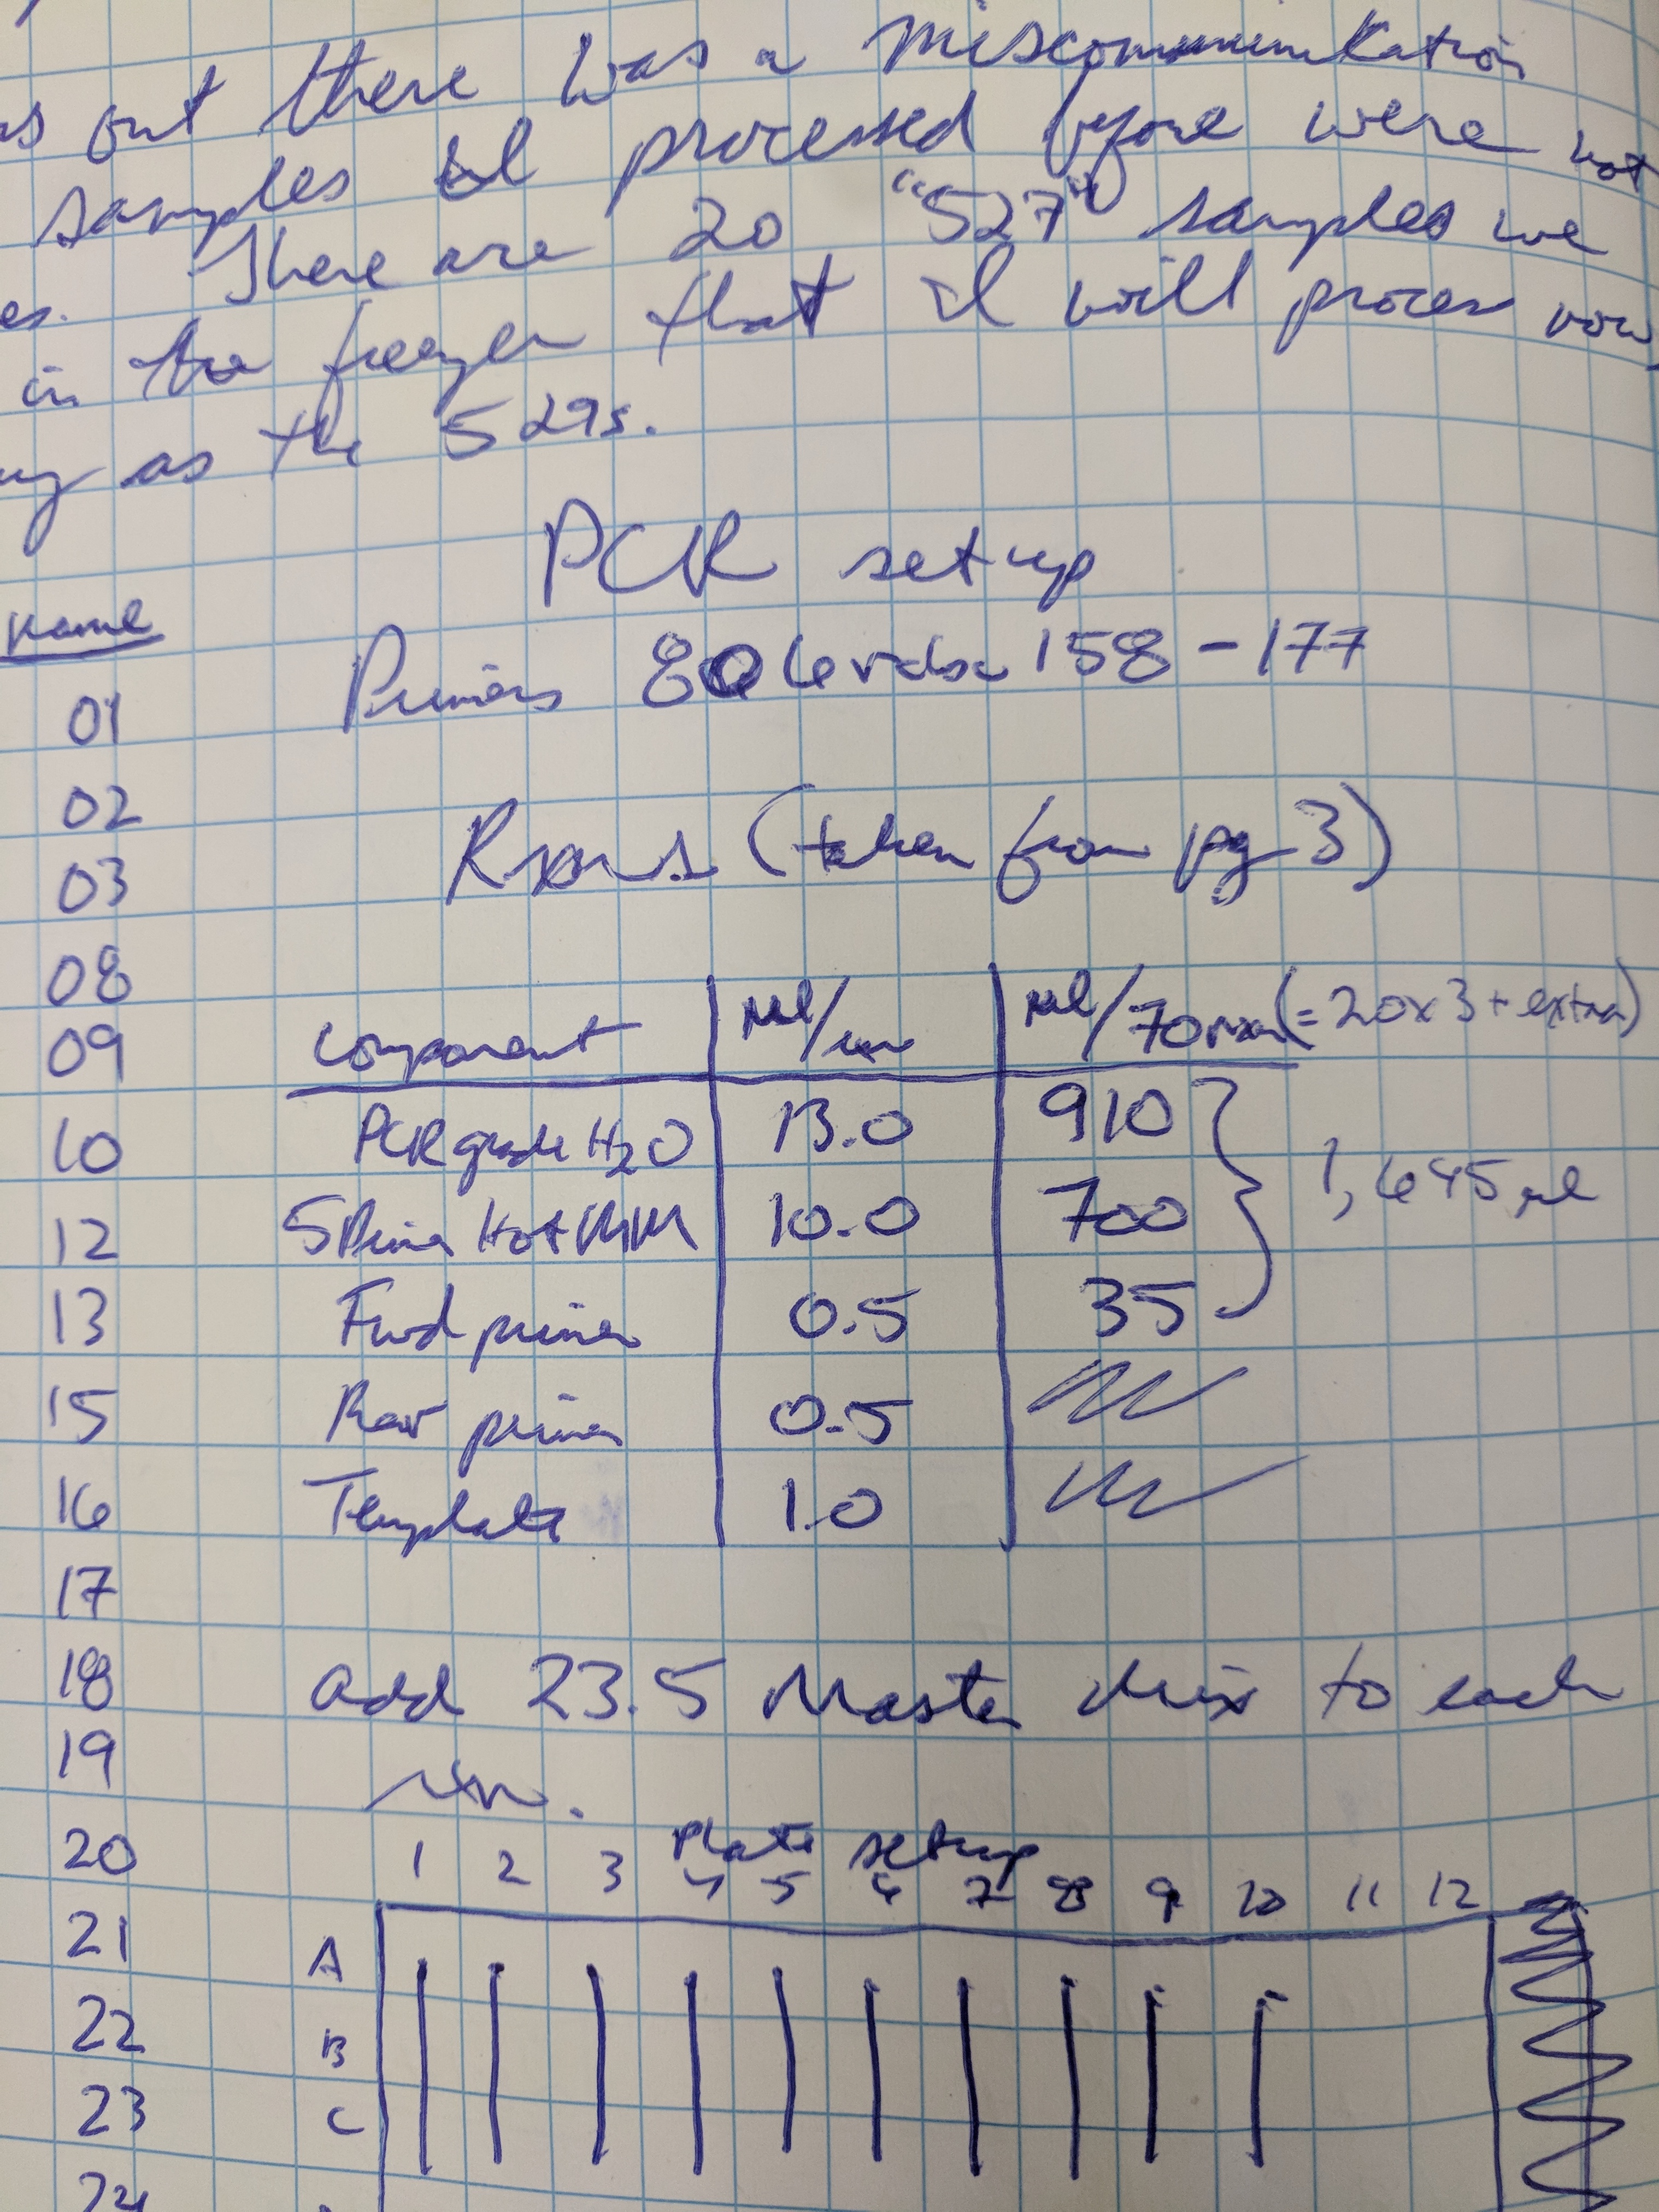 out there was a miscommunication
samples I processed before were not
es. There are 20 "527" samples we
in the freezer that I will process now,
as the 529s.
PCR setup
name
Primers 806rcbc 158-177
01
02
Rxns (taken from pg 3)
03
08
component µl/rxn µl/70rxn (=20x3+extra)
09
PCR grade H2O 13.0 910
10
1,645 µl
5Prime Hot MM 10.0 700
12
Fwd primer 0.5 35
13
Rev primer 0.5
15
Template 1.0
16
17
18 add 23.5 Master Mix to each
19 rxn.
Plate setup
20 1 2 3 4 5 6 7 8 9 10 11 12
21 A
22 B
23 C
24